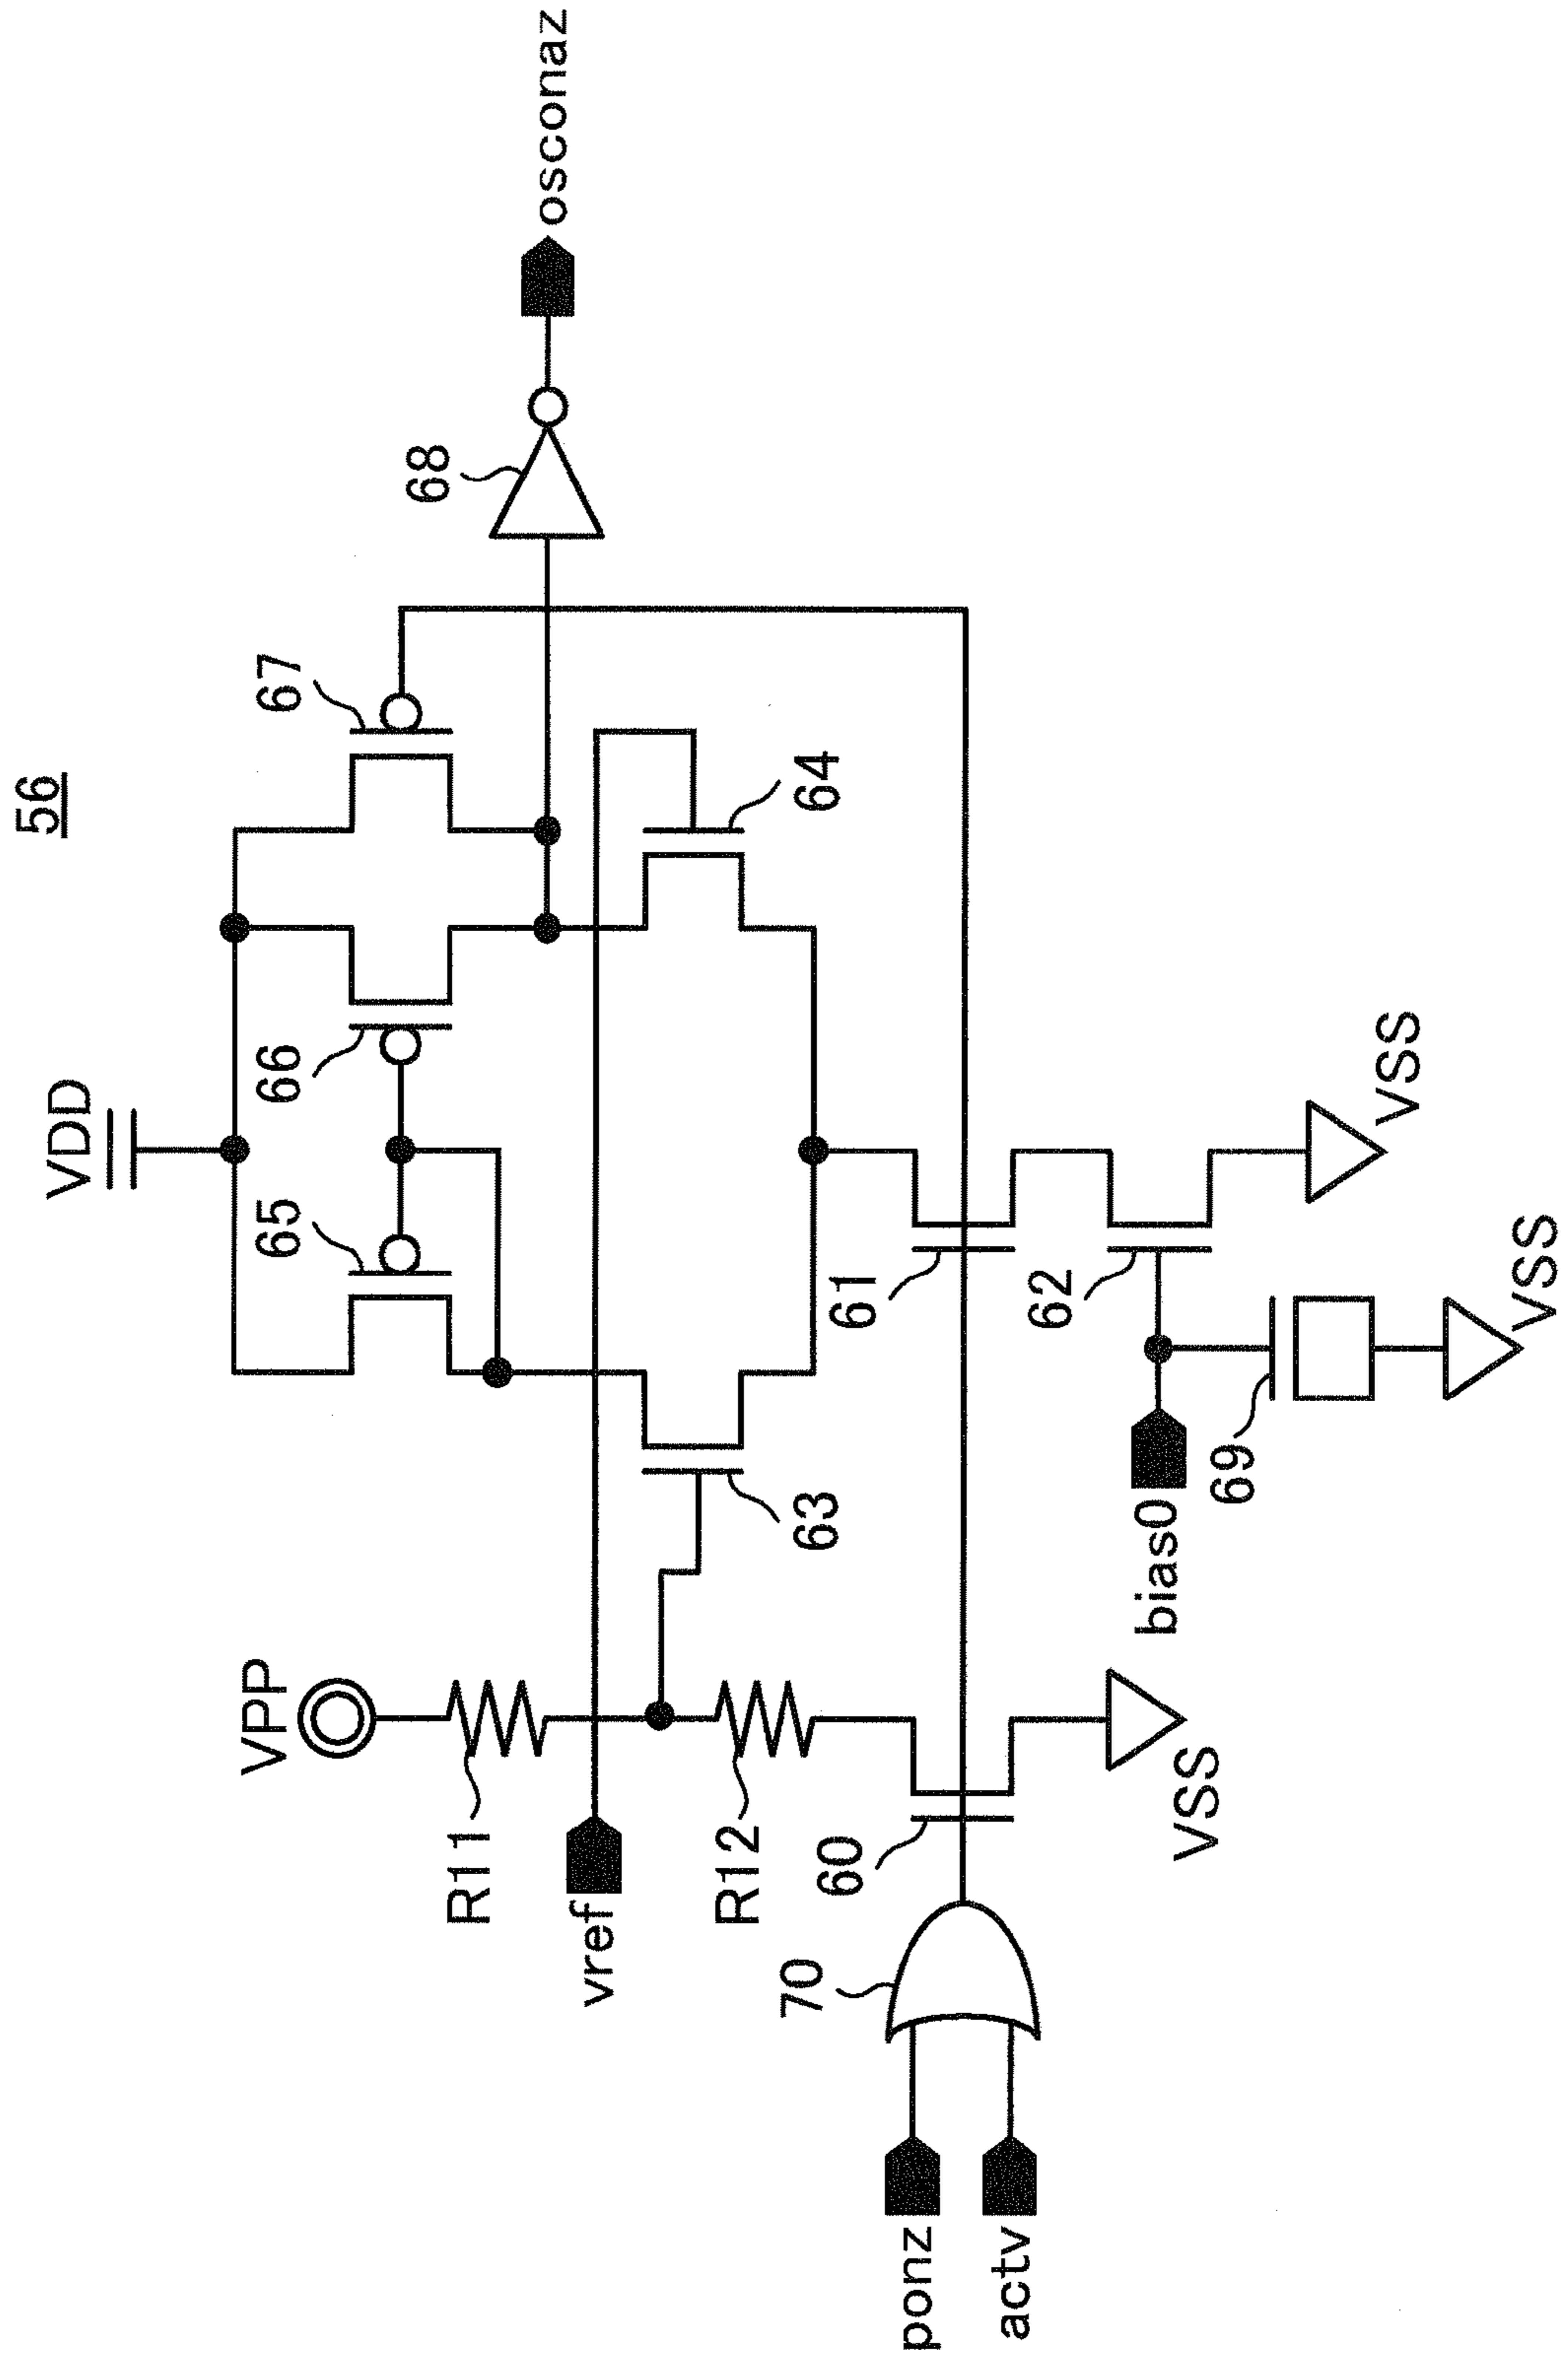 56
VDD
65
66
67
68
osconaz
VPP
R11
vref
R12
63
64
60
61
62
70
ponz
actv
bias0
69
VSS
VSS
VSS